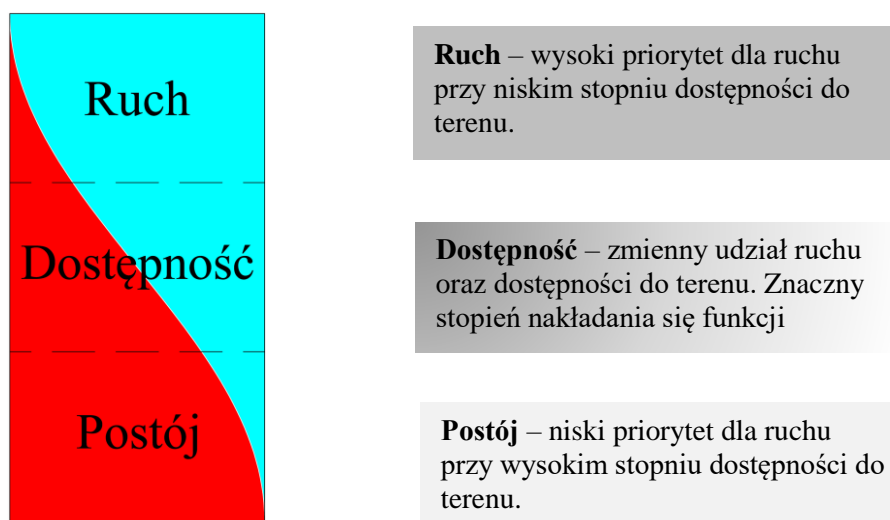 Ruch
Ruch – wysoki priorytet dla ruchu
przy niskim stopniu dostępności do
terenu.
Dostępność
Dostępność – zmienny udział ruchu
oraz dostępności do terenu. Znaczny
stopień nakładania się funkcji
Postój
Postój – niski priorytet dla ruchu
przy wysokim stopniu dostępności do
terenu.